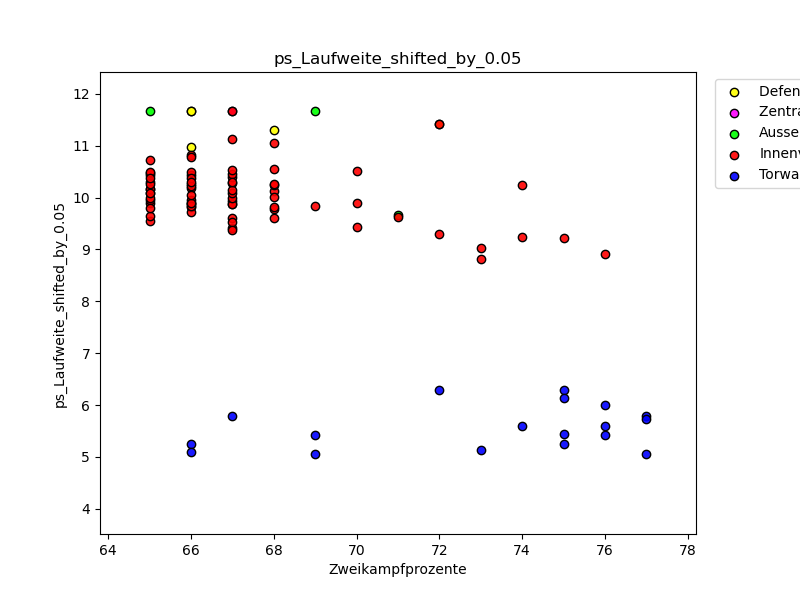 ps_Laufweite_shifted_by_0.05
12
11
10
9
8
7
6
5
4
ps_Laufweite_shifted_by_0.05
64 66 68 70 72 74 76 78
Zweikampfprozente
Defen
Zentra
Ausse
Innen
Torwa